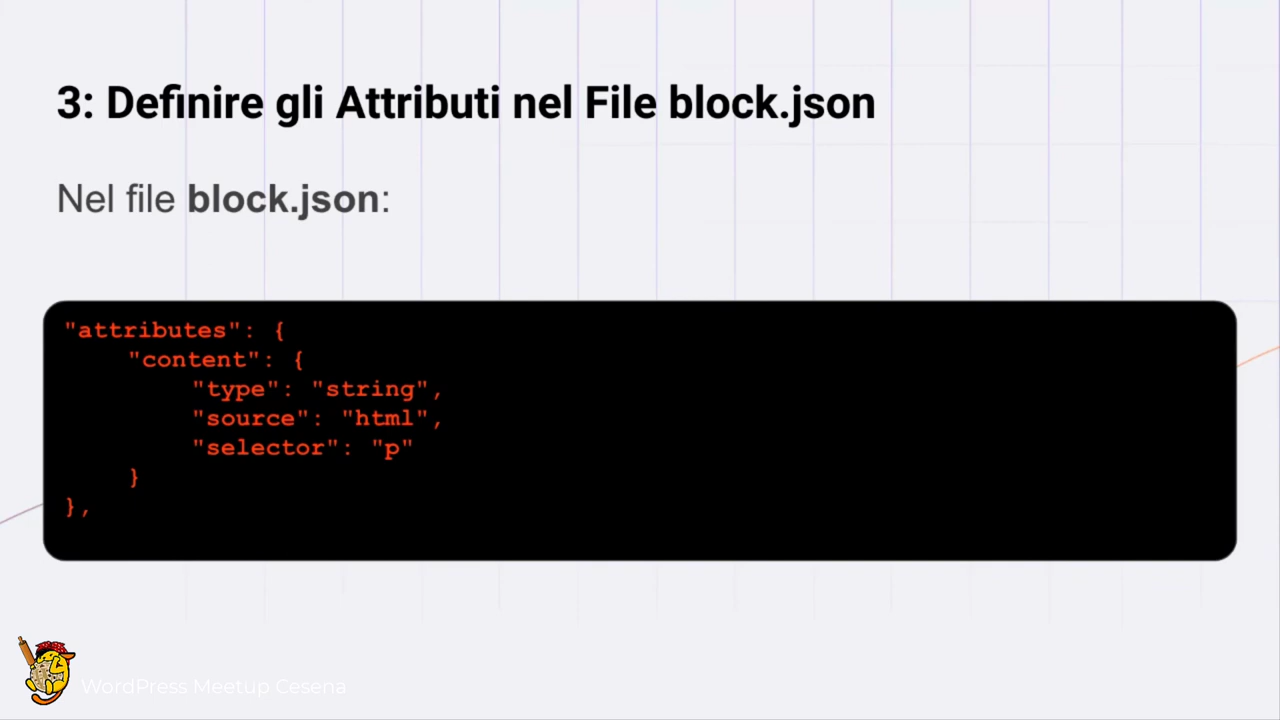 3: Definire gli Attributi nel File block.json
Nel file block.json:
"attributes": {
    "content": {
        "type": "string",
        "source": "html",
        "selector": "p"
    }
},
WordPress Meetup Cesena